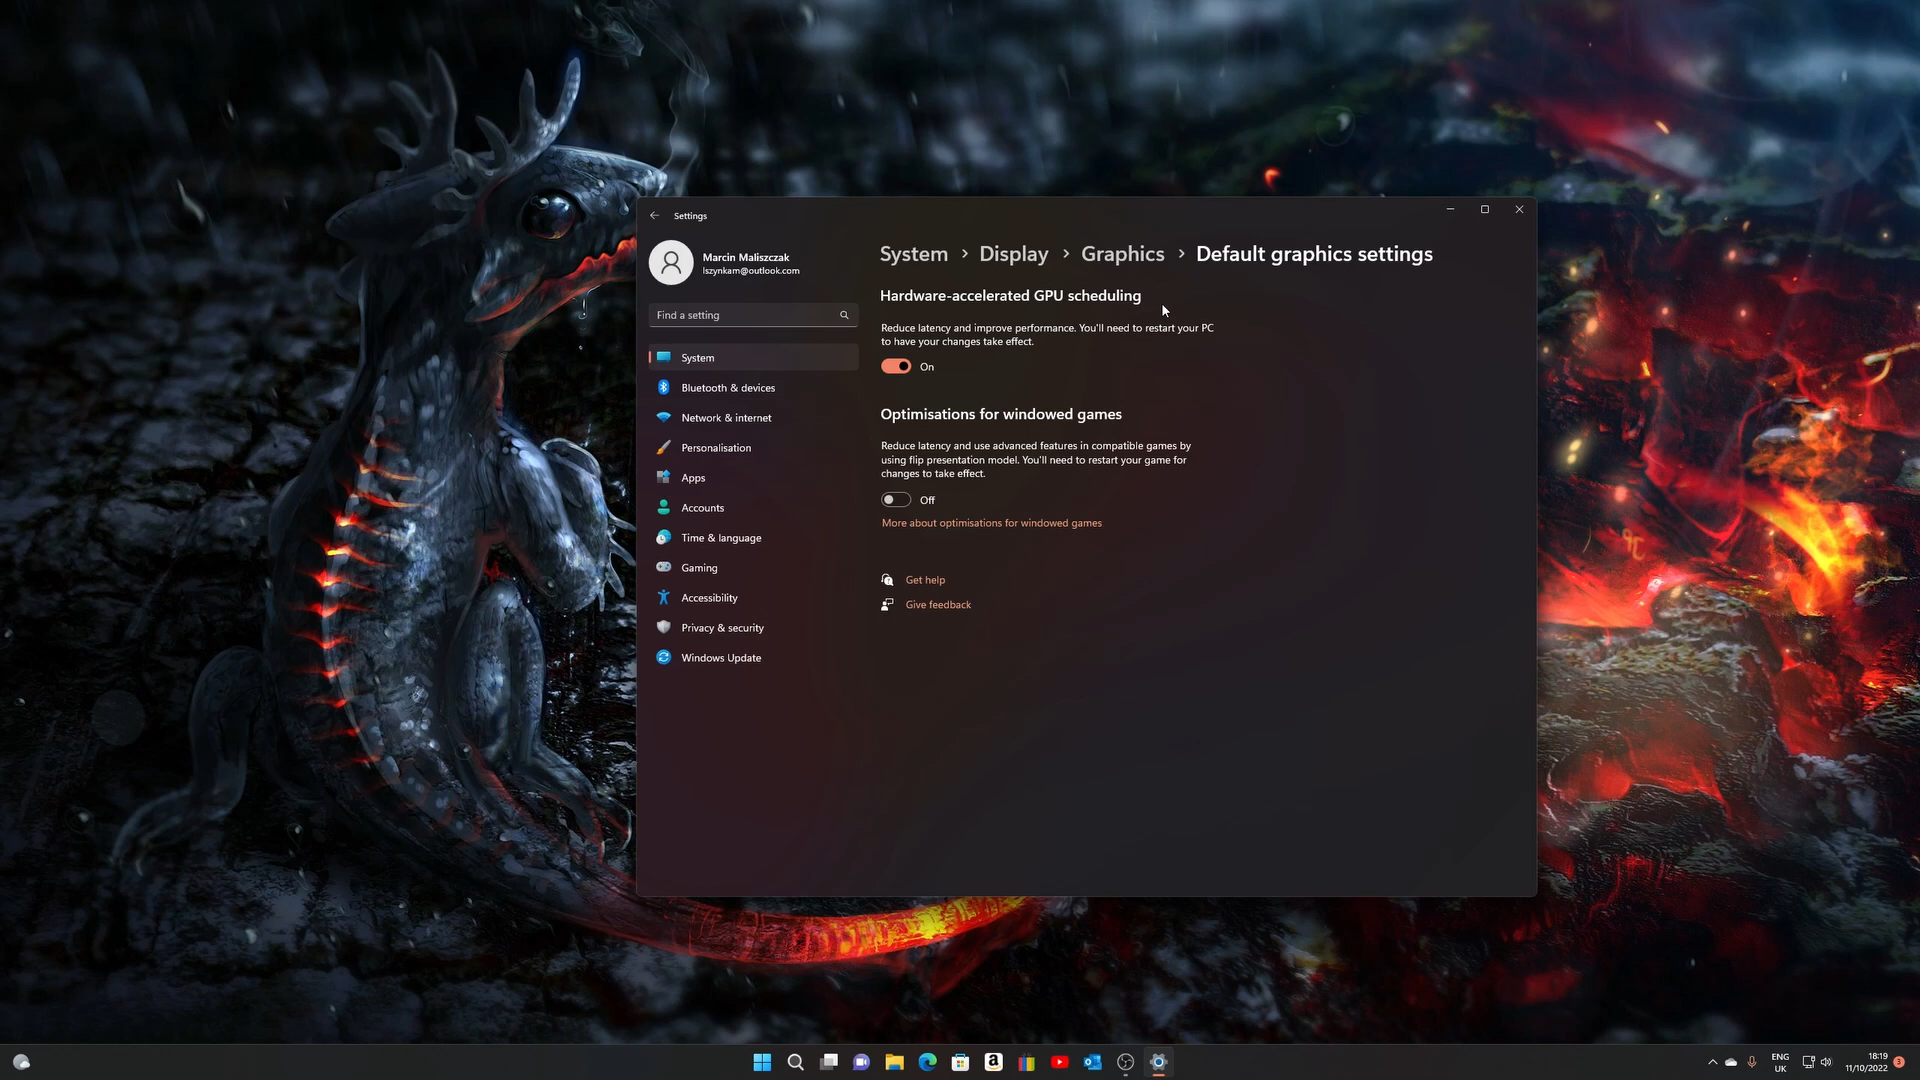 Settings
Marcin Maliszczak
lszynkam@outlook.com
Find a setting
System
Bluetooth & devices
Network & internet
Personalisation
Apps
Accounts
Time & language
Gaming
Accessibility
Privacy & security
Windows Update
System > Display > Graphics > Default graphics settings
Hardware-accelerated GPU scheduling
Reduce latency and improve performance. You'll need to restart your PC
to have your changes take effect.
On
Optimisations for windowed games
Reduce latency and use advanced features in compatible games by
using flip presentation model. You'll need to restart your game for
changes to take effect.
Off
More about optimisations for windowed games
Get help
Give feedback
ENG
UK
18:19
11/10/2022
3